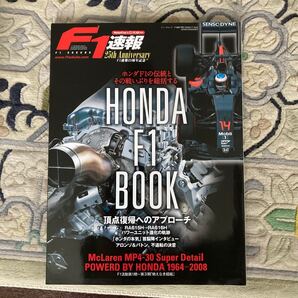 F1速報
25th Anniversary
SENSODYNE
ホンダF1の伝統と
その戦いぶりを総括する
HONDA
F1
BOOK
14
Mobil
頂点復帰へのアプローチ
RA615H→RA616H
パワーユニット進化の軌跡
「ホンダの本気」首脳陣インタビュー
アロンソ&バトン、不退転の決意
McLaren MP4-30 Super Detail
POWERD BY HONDA 1964-2008